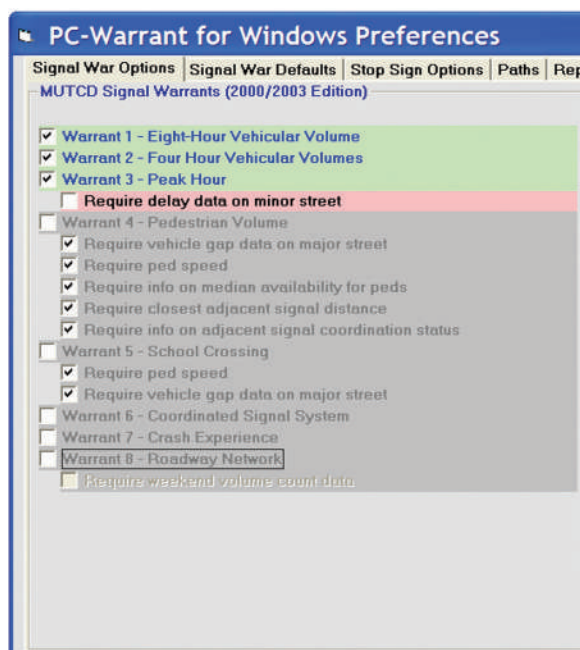 PC-Warrant for Windows Preferences
Signal War Options Signal War Defaults Stop Sign Options Paths Rep
MUTCD Signal Warrants (2000/2003 Edition)
Warrant 1 - Eight-Hour Vehicular Volume
Warrant 2 - Four Hour Vehicular Volumes
Warrant 3 - Peak Hour
Require delay data on minor street
Warrant 4 - Pedestrian Volume
Require vehicle gap data on major street
Require ped speed
Require info on median availability for peds
Require closest adjacent signal distance
Require info on adjacent signal coordination status
Warrant 5 - School Crossing
Require ped speed
Require vehicle gap data on major street
Warrant 6 - Coordinated Signal System
Warrant 7 - Crash Experience
Warrant 8 - Roadway Network
Require weekend volume count data